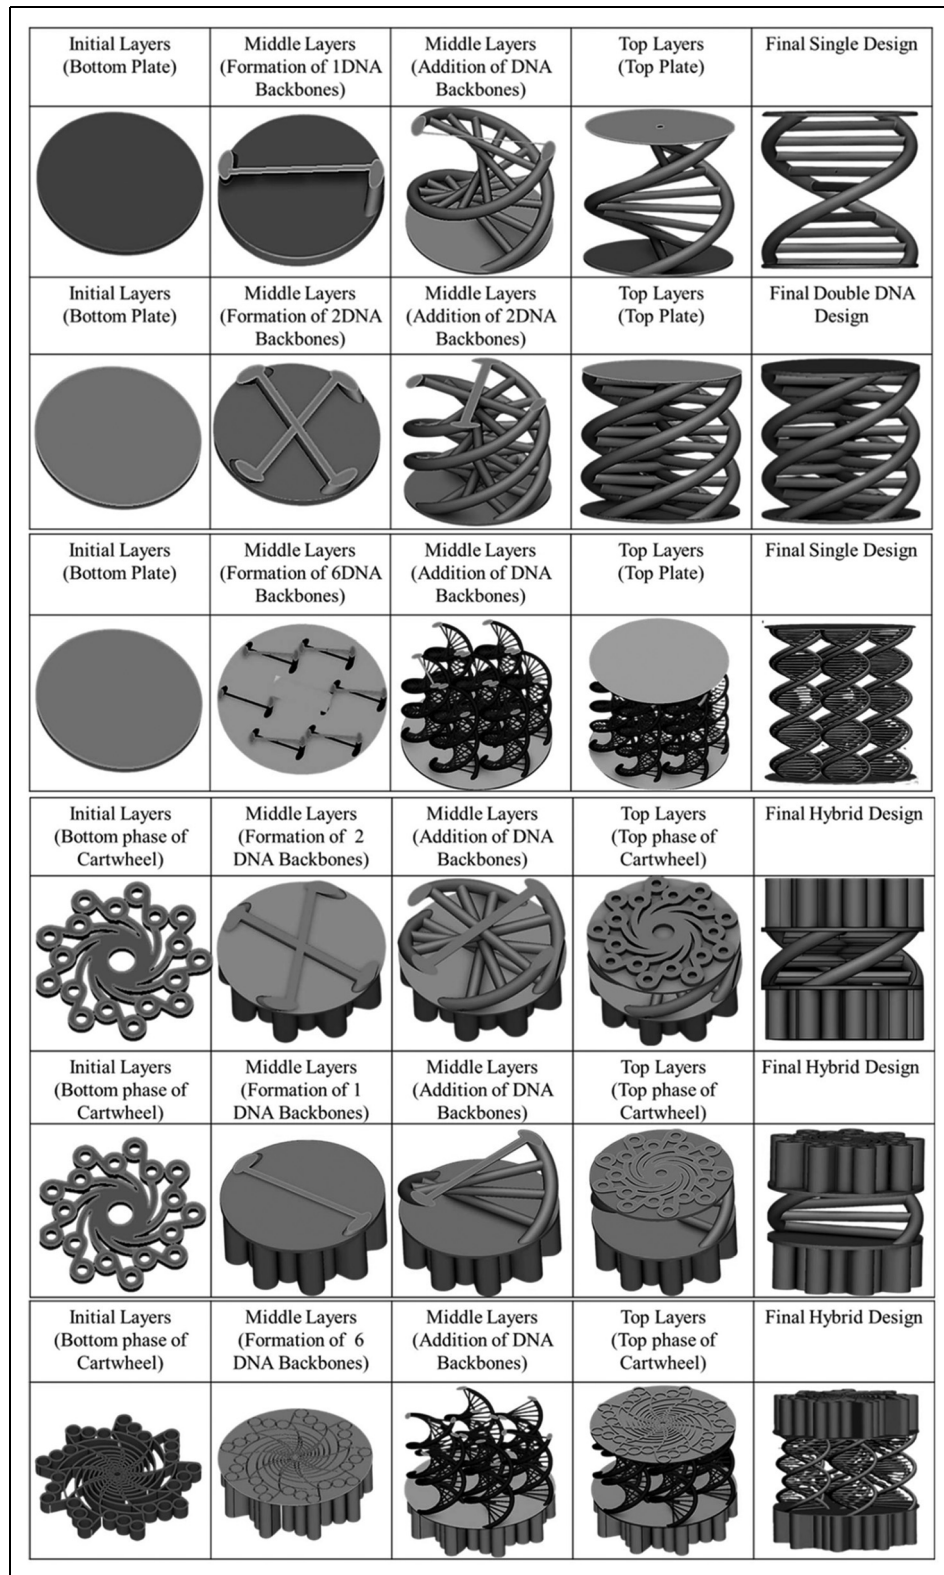 Initial Layers
(Bottom Plate)
Middle Layers
(Formation of 1DNA
Backbones)
Middle Layers
(Addition of DNA
Backbones)
Top Layers
(Top Plate)
Final Single Design
Initial Layers
(Bottom Plate)
Middle Layers
(Formation of 2DNA
Backbones)
Middle Layers
(Addition of 2DNA
Backbones)
Top Layers
(Top Plate)
Final Double DNA
Design
Initial Layers
(Bottom Plate)
Middle Layers
(Formation of 6DNA
Backbones)
Middle Layers
(Addition of DNA
Backbones)
Top Layers
(Top Plate)
Final Single Design
Initial Layers
(Bottom phase of
Cartwheel)
Middle Layers
(Formation of 2
DNA Backbones)
Middle Layers
(Addition of DNA
Backbones)
Top Layers
(Top phase of
Cartwheel)
Final Hybrid Design
Initial Layers
(Bottom phase of
Cartwheel)
Middle Layers
(Formation of 1
DNA Backbones)
Middle Layers
(Addition of DNA
Backbones)
Top Layers
(Top phase of
Cartwheel)
Final Hybrid Design
Initial Layers
(Bottom phase of
Cartwheel)
Middle Layers
(Formation of 6
DNA Backbones)
Middle Layers
(Addition of DNA
Backbones)
Top Layers
(Top phase of
Cartwheel)
Final Hybrid Design